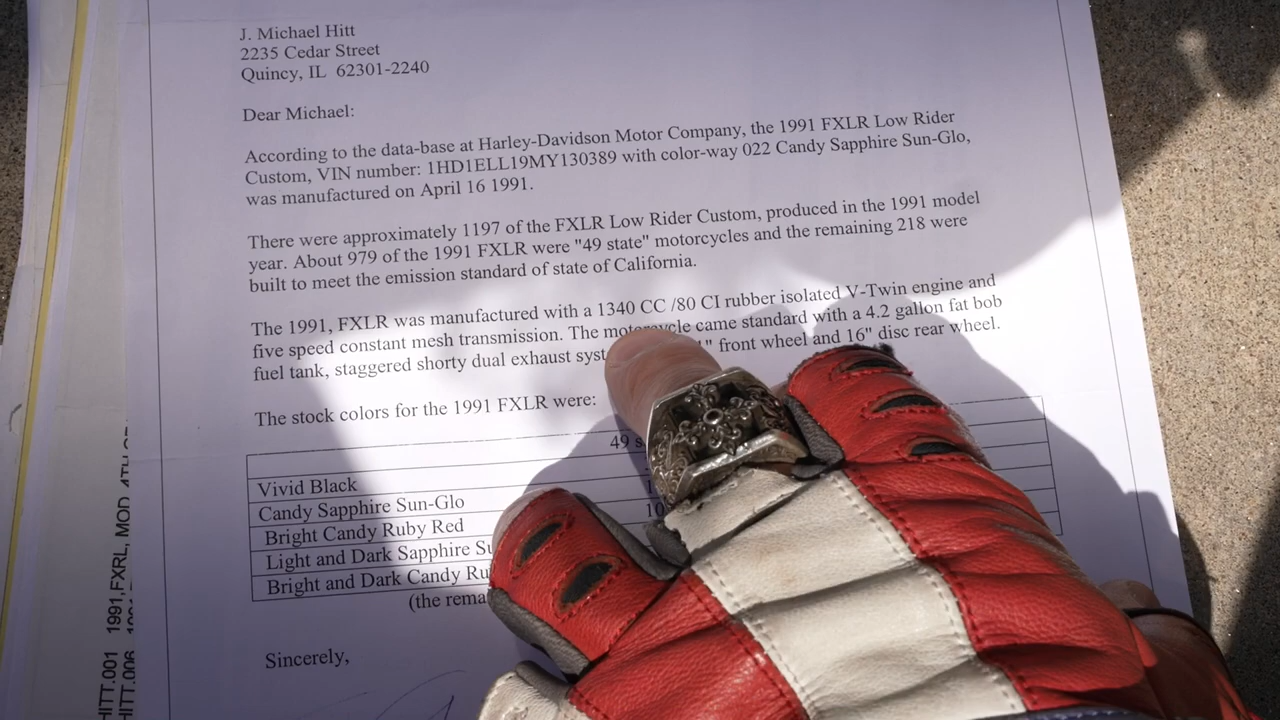 J. Michael Hitt
2235 Cedar Street
Quincy, IL 62301-2240
Dear Michael:
According to the data-base at Harley-Davidson Motor Company, the 1991 FXLR Low Rider
Custom, VIN number: 1HD1ELL19MY130389 with color-way 022 Candy Sapphire Sun-Glo,
was manufactured on April 16 1991.
There were approximately 1197 of the FXLR Low Rider Custom, produced in the 1991 model
year. About 979 of the 1991 FXLR were "49 state" motorcycles and the remaining 218 were
built to meet the emission standard of state of California.
The 1991, FXLR was manufactured with a 1340 CC /80 CI rubber isolated V-Twin engine and
five speed constant mesh transmission. The motorcycle came standard with a 4.2 gallon fat bob
fuel tank, staggered shorty dual exhaust front wheel and 16" disc rear wheel.
The stock colors for the 1991 FXLR were:
49
Vivid Black
Candy Sapphire Sun-Glo
Bright Candy Ruby Red
Light and Dark Sapphire
Bright and Dark Candy
(the
Sincerely,
HITT.001 1991,FXRL, MOD
HITT.006